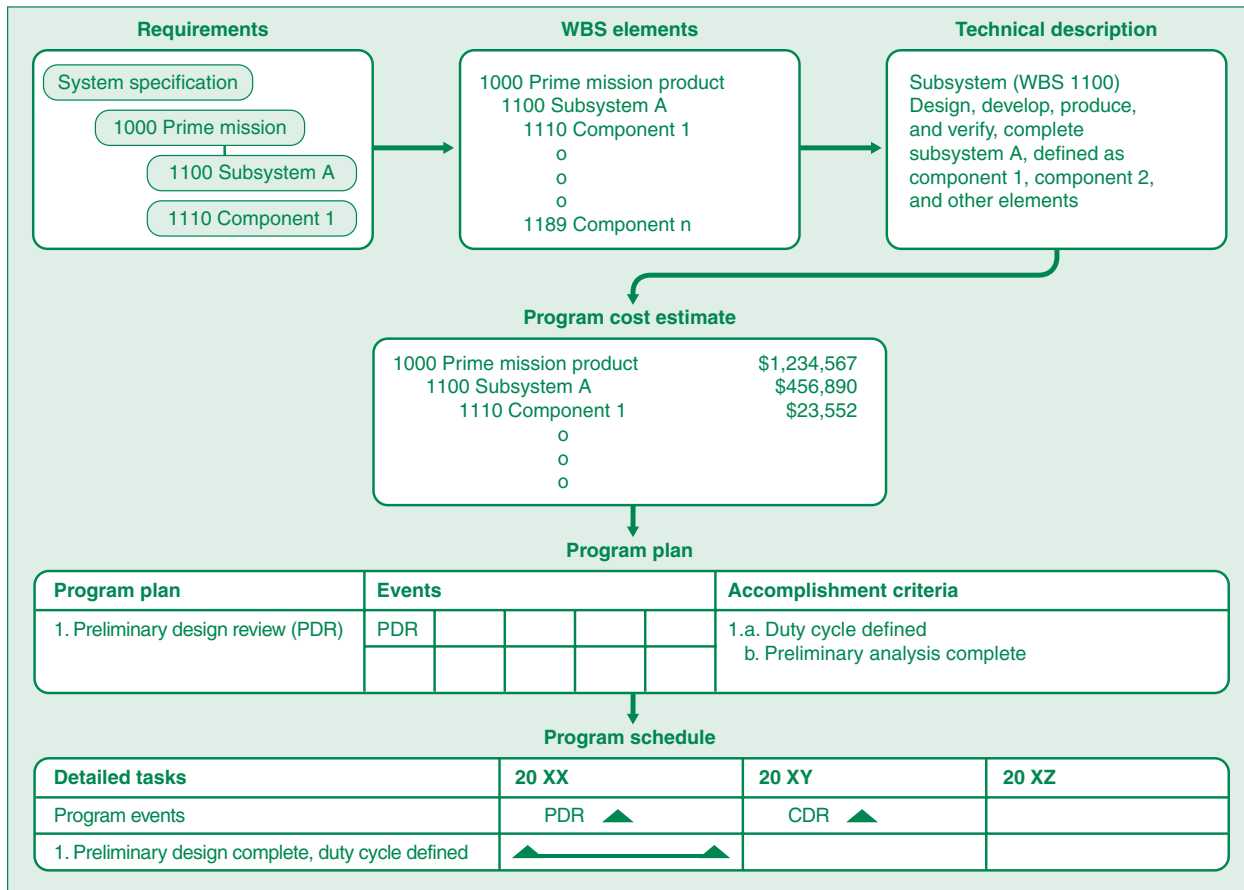 Requirements
System specification
1000 Prime mission
1100 Subsystem A
1110 Component 1
WBS elements
1000 Prime mission product
1100 Subsystem A
1110 Component 1
o
o
o
1189 Component n
Technical description
Subsystem (WBS 1100)
Design, develop, produce,
and verify, complete
subsystem A, defined as
component 1, component 2,
and other elements
Program cost estimate
1000 Prime mission product $1,234,567
1100 Subsystem A $456,890
1110 Component 1 $23,552
o
o
o
Program plan
Program plan Events Accomplishment criteria
1. Preliminary design review (PDR) PDR 1.a. Duty cycle defined
b. Preliminary analysis complete
Program schedule
Detailed tasks 20 XX 20 XY 20 XZ
Program events PDR CDR
1. Preliminary design complete, duty cycle defined